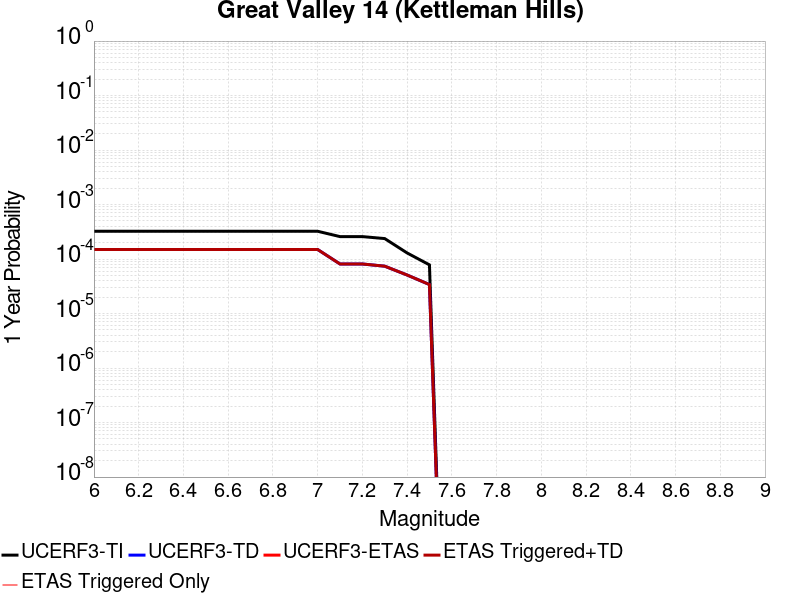 Great Valley 14 (Kettleman Hills)
10^0
10^-1
10^-2
10^-3
10^-4
10^-5
10^-6
10^-7
10^-8
1 Year Probability
6 6.2 6.4 6.6 6.8 7 7.2 7.4 7.6 7.8 8 8.2 8.4 8.6 8.8 9
Magnitude
UCERF3-TI UCERF3-TD UCERF3-ETAS ETAS Triggered+TD
ETAS Triggered Only